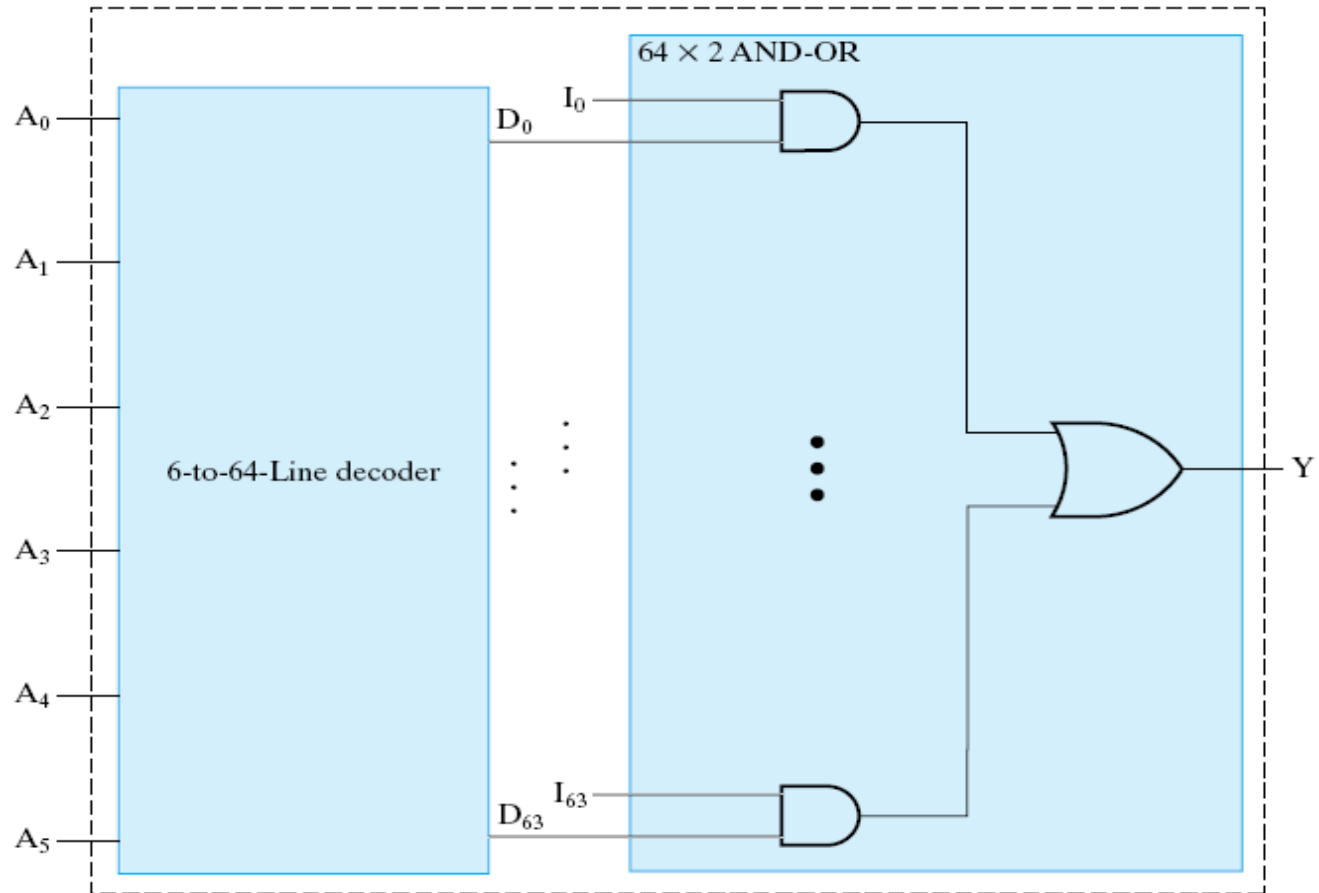 64 × 2 AND-OR
A₀
D₀
I₀
A₁
A₂
6-to-64-Line decoder
Y
A₃
A₄
I₆₃
D₆₃
A₅